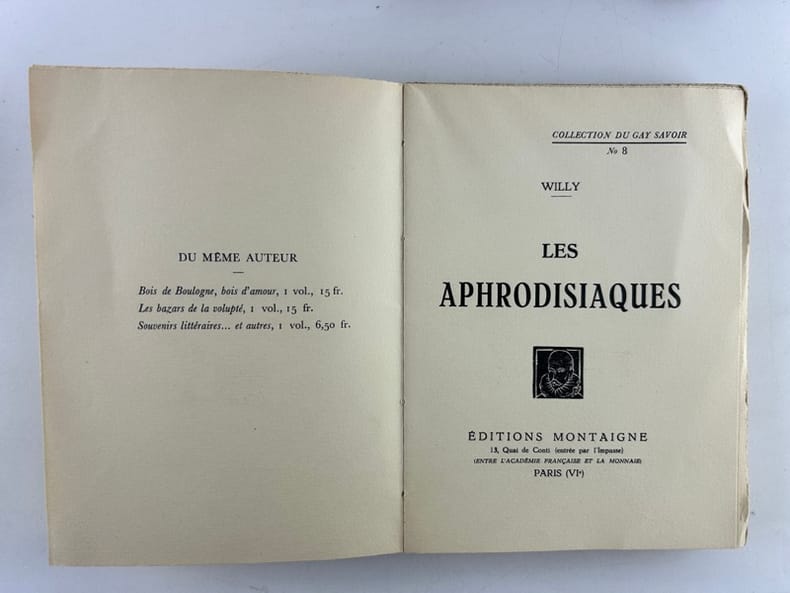 DU MÊME AUTEUR
Bois de Boulogne, bois d'amour, 1 vol., 15 fr.
Les bazars de la volupté, 1 vol., 15 fr.
Souvenirs littéraires... et autres, 1 vol., 6,50 fr.
COLLECTION DU GAY SAVOIR
No 8
WILLY
LES
APHRODISIAQUES
ÉDITIONS MONTAIGNE
13, Quai de Conti (entrée par l'Impasse)
(ENTRE L'ACADÉMIE FRANÇAISE ET LA MONNAIE)
PARIS (VIe)